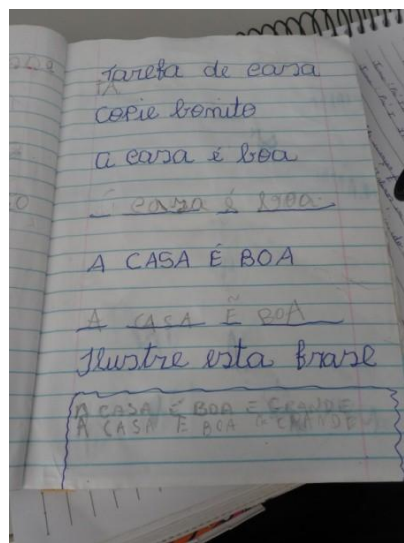 Tarefa de casa
TA
Copie bonito
a casa é boa
É casa é boa
A CASA É BOA
A CASA É BOA
Ilustre esta frase
A CASA É BOA E GRANDE
A CASA E BOA E GRANDE